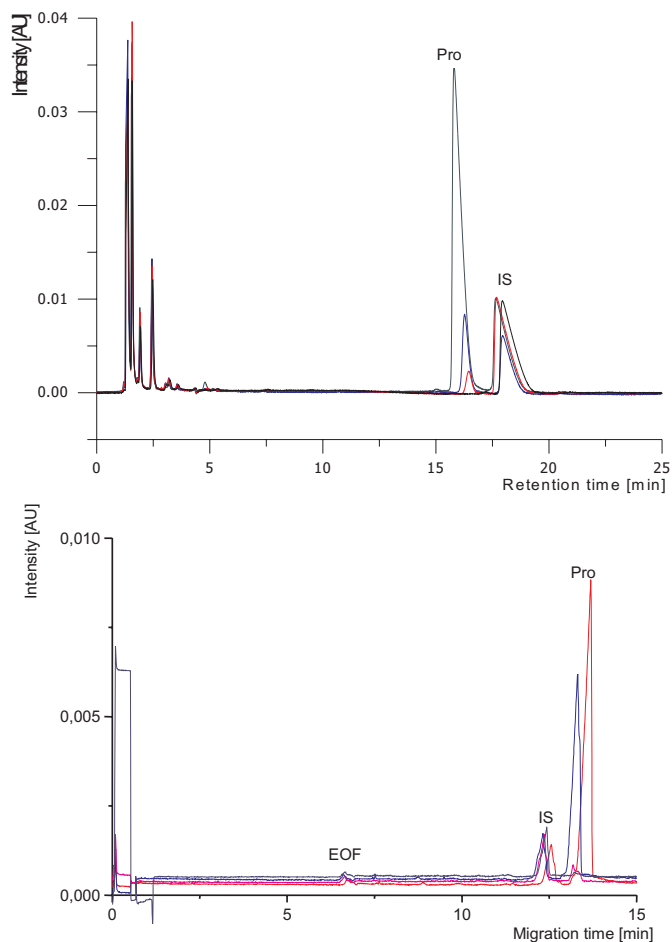 Intensity [AU]
0.04
0.03
0.02
0.01
0.00
Pro
IS
0 5 10 15 20 25
Retention time [min]
Intensity [AU]
0,010
0,005
0,000
Pro
IS
EOF
0 5 10 15
Migration time [min]